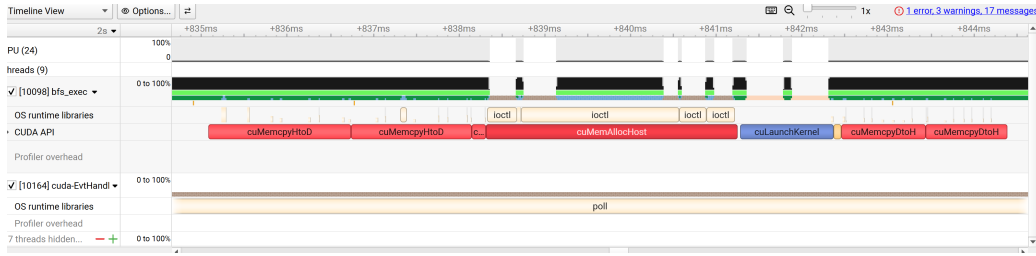 Timeline View Options... 1x 1 error, 3 warnings, 17 messages
2s +835ms +836ms +837ms +838ms +839ms +840ms +841ms +842ms +843ms +844ms
PU (24) 100% 0
hreads (9)
[10098] bfs_exec 0 to 100%
OS runtime libraries ioctl ioctl ioctl ioctl
CUDA API cuMemcpyHtoD cuMemcpyHtoD c... cuMemAllocHost cuLaunchKernel cuMemcpyDtoH cuMemcpyDtoH
Profiler overhead
[10164] cuda-EvtHandl 0 to 100%
OS runtime libraries poll
Profiler overhead
7 threads hidden... 0 to 100%